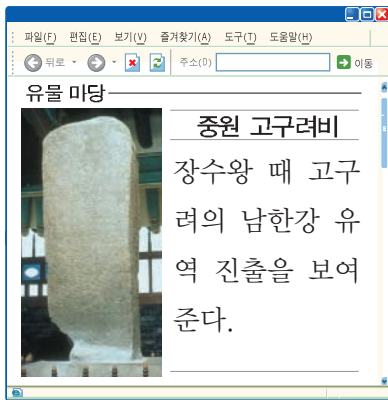 파일(F) 편집(E) 보기(V) 즐겨찾기(A) 도구(T) 도움말(H)
뒤로 주소(D) 이동
유물 마당
중원 고구려비
장수왕 때 고구
려의 남한강 유
역 진출을 보여
준다.